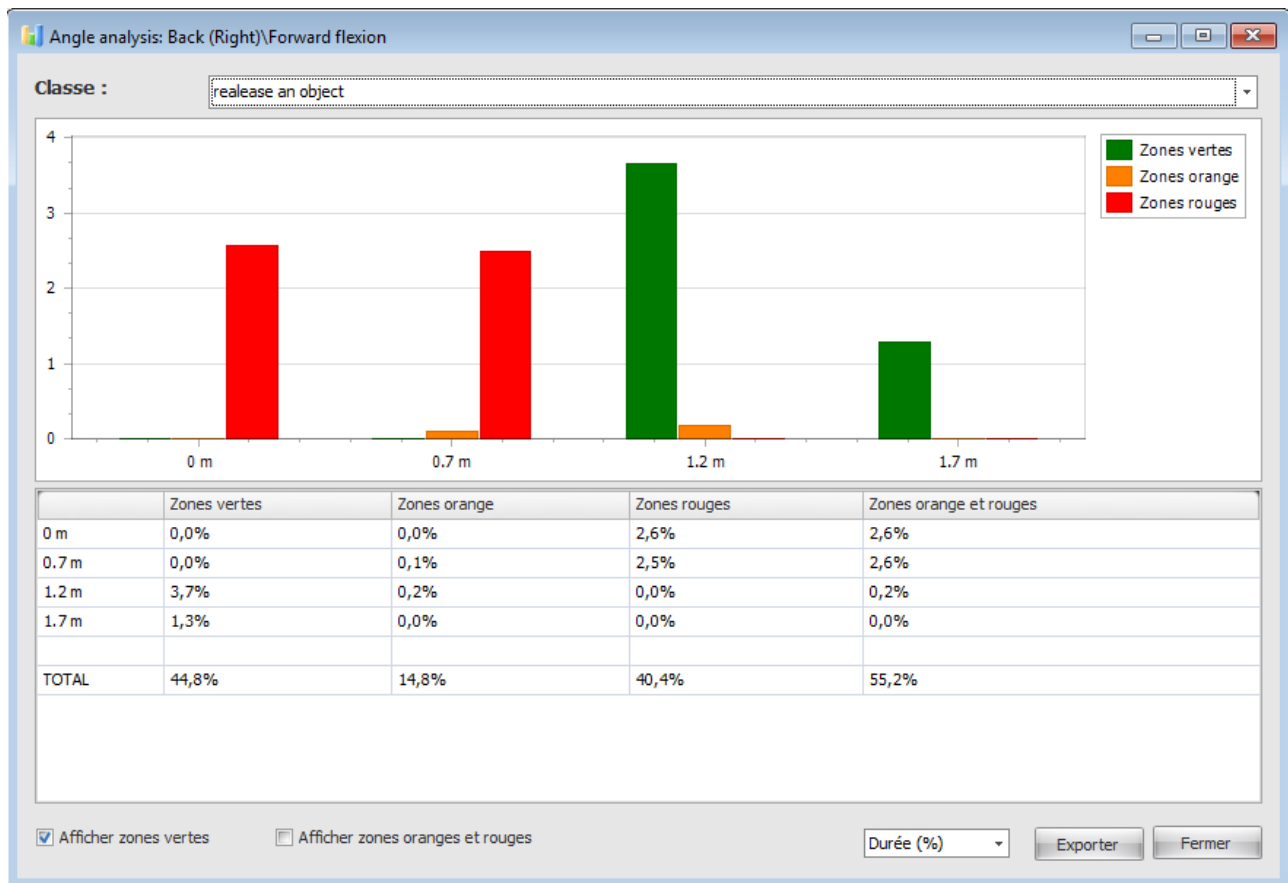 Angle analysis: Back (Right)\Forward flexion
Classe :
realease an object
4
3
2
1
0
0 m
0.7 m
1.2 m
1.7 m
Zones vertes
Zones orange
Zones rouges
Zones vertes Zones orange Zones rouges Zones orange et rouges
0 m 0,0% 0,0% 2,6% 2,6%
0.7 m 0,0% 0,1% 2,5% 2,6%
1.2 m 3,7% 0,2% 0,0% 0,2%
1.7 m 1,3% 0,0% 0,0% 0,0%
TOTAL 44,8% 14,8% 40,4% 55,2%
Afficher zones vertes Afficher zones oranges et rouges Durée (%) Exporter Fermer